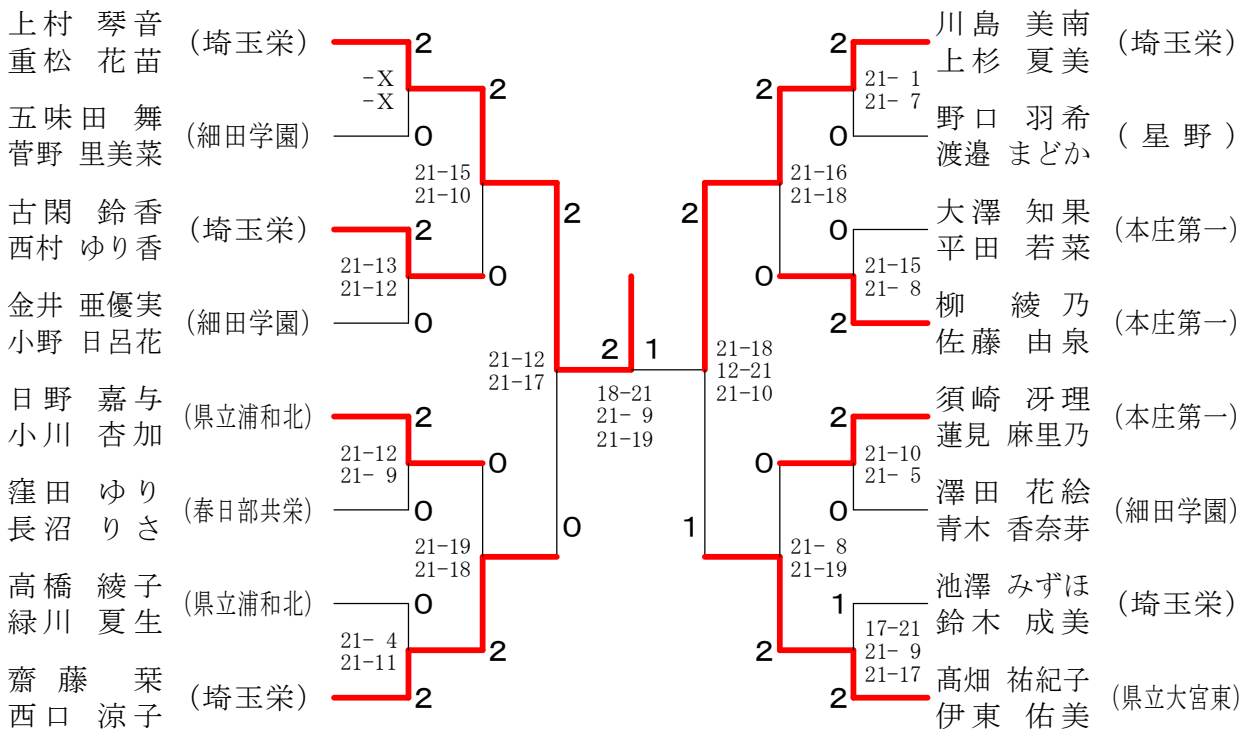 上村 琴音
重松 花苗
(埼玉栄)
2
-X
-X
2
五味田 舞
菅野 里美菜
(細田学園)
0
21-15
21-10
2
古閑 鈴香
西村 ゆり香
(埼玉栄)
2
21-13
21-12
0
金井 亜優実
小野 日呂花
(細田学園)
0
21-12
21-17
日野 嘉与
小川 杏加
(県立浦和北)
2
21-12
21- 9
0
窪田 ゆり
長沼 りさ
(春日部共栄)
0
21-19
21-18
0
高橋 綾子
緑川 夏生
(県立浦和北)
0
21- 4
21-11
2
齋藤 栞
西口 涼子
(埼玉栄)
2
2 1
18-21
21- 9
21-19
川島 美南
上杉 夏美
(埼玉栄)
2
21- 1
21- 7
2
野口 羽希
渡邉 まどか
(星野)
0
21-16
21-18
2
大澤 知果
平田 若菜
(本庄第一)
0
21-15
21- 8
0
柳 綾乃
佐藤 由泉
(本庄第一)
2
21-18
12-21
21-10
須崎 冴理
蓮見 麻里乃
(本庄第一)
2
21-10
21- 5
0
澤田 花絵
青木 香奈芽
(細田学園)
0
21- 8
21-19
1
池澤 みずほ
鈴木 成美
(埼玉栄)
1
17-21
21- 9
21-17
2
髙畑 祐紀子
伊東 佑美
(県立大宮東)
2